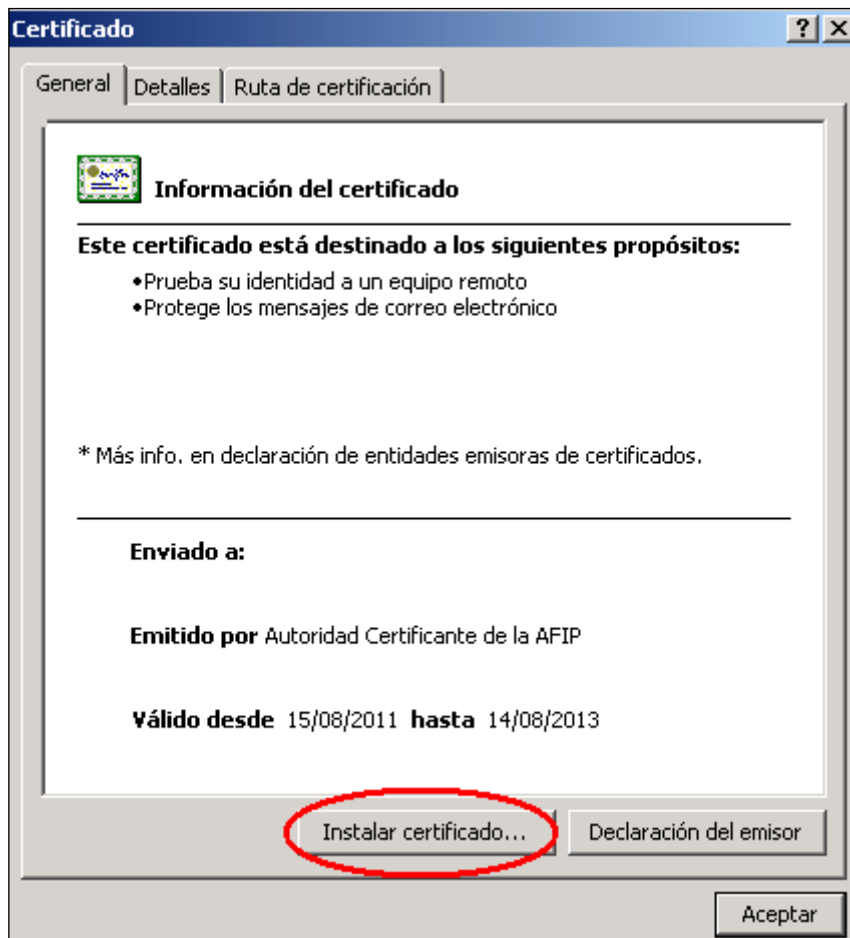 Certificado
General Detalles Ruta de certificación
Información del certificado
Este certificado está destinado a los siguientes propósitos:
•Prueba su identidad a un equipo remoto
•Protege los mensajes de correo electrónico
* Más info. en declaración de entidades emisoras de certificados.
Enviado a:
Emitido por Autoridad Certificante de la AFIP
Válido desde 15/08/2011 hasta 14/08/2013
Instalar certificado... Declaración del emisor
Aceptar